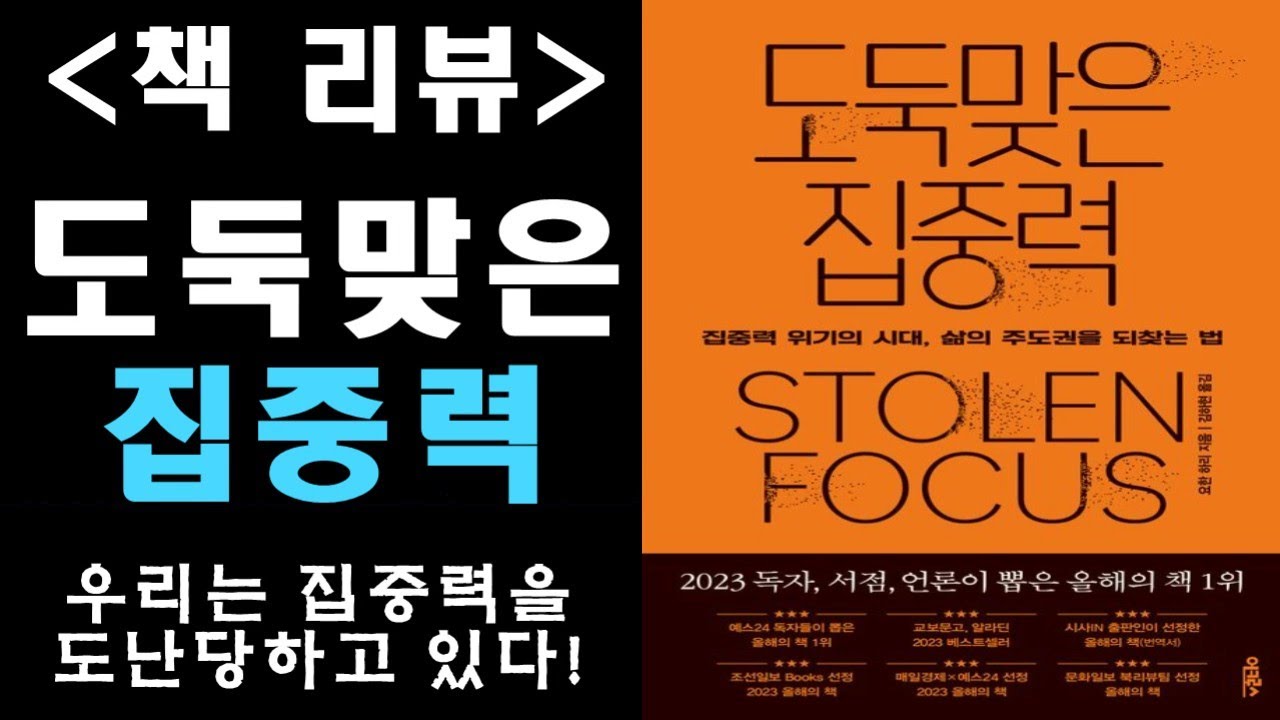 <책 리뷰>
도둑맞은
집중력
우리는 집중력을
도난당하고 있다!
도둑맞은
집중력
집중력 위기의 시대, 삶의 주도권을 되찾는 법
STOLEN
FOCUS
요한 하리 지음 | 김하현 옮김
2023 독자, 서점, 언론이 뽑은 올해의 책 1위
★★★
예스24 독자들이 뽑은
올해의 책 1위
★★★
교보문고, 알라딘
2023 베스트셀러
★★★
시사IN 출판인이 선정한
올해의 책(번역서)
★★★
조선일보 Books 선정
2023 올해의 책
★★★
매일경제×예스24 선정
2023 올해의 책
★★★
문화일보 북리뷰팀 선정
올해의 책
어크로스